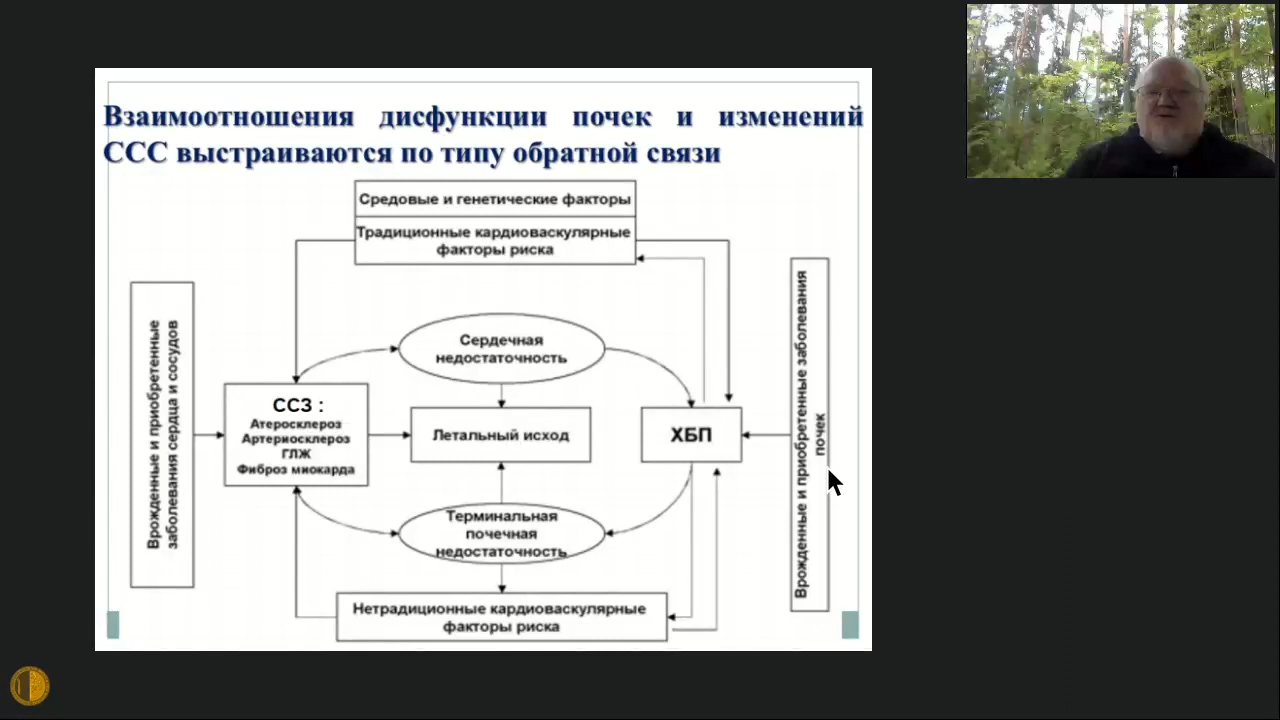 Взаимоотношения дисфункции почек и изменений
ССС выстраиваются по типу обратной связи
Средовые и генетические факторы
Традиционные кардиоваскулярные
факторы риска
Врожденные и приобретенные
заболевания сердца и сосудов
Сердечная
недостаточность
ССЗ :
Атеросклероз
Артериосклероз
ГЛЖ
Фиброз миокарда
Летальный исход
ХБП
Врожденные и приобретенные заболевания
почек
Терминальная
почечная
недостаточность
Нетрадиционные кардиоваскулярные
факторы риска